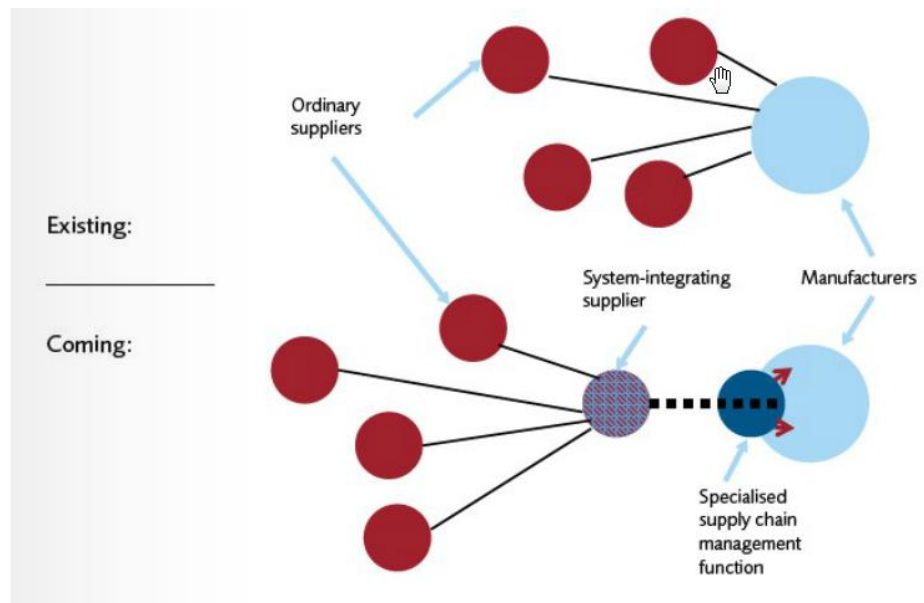 Ordinary
suppliers
Existing:
System-integrating
supplier
Manufacturers
Coming:
Specialised
supply chain
management
function